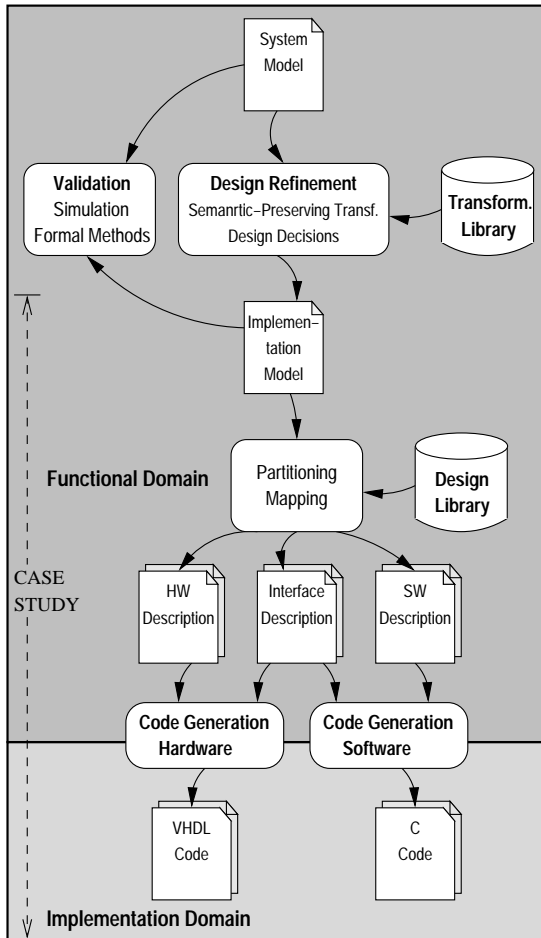 System
Model
Validation
Simulation
Formal Methods
Design Refinement
Semanrtic−Preserving Transf.
Design Decisions
Transform.
Library
Implemen−
tation
Model
Functional Domain
Partitioning
Mapping
Design
Library
CASE
STUDY
HW
Description
Interface
Description
SW
Description
Code Generation
Hardware
Code Generation
Software
VHDL
Code
C
Code
Implementation Domain